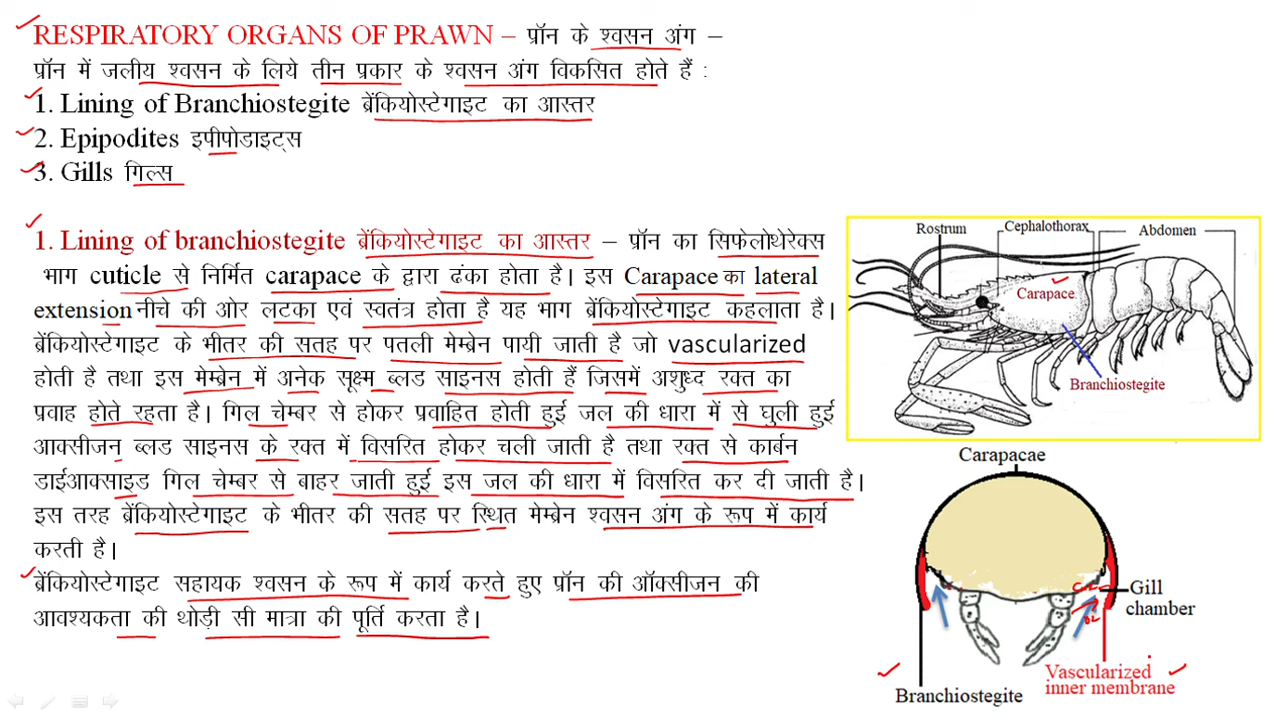 RESPIRATORY ORGANS OF PRAWN – प्रॉन के श्वसन अंग –
प्रॉन में जलीय श्वसन के लिये तीन प्रकार के श्वसन अंग विकसित होते हैं :
1. Lining of Branchiostegite ब्रेंकियोस्टेगाइट का आस्तर
2. Epipodites इपीपोडाइट्स
3. Gills गिल्स
1. Lining of branchiostegite ब्रेंकियोस्टेगाइट का आस्तर – प्रॉन का सिफेलोथेरेक्स
भाग cuticle से निर्मित carapace के द्वारा ढंका होता है। इस Carapace का lateral
extension नीचे की ओर लटका एवं स्वतंत्र होता है यह भाग ब्रेंकियोस्टेगाइट कहलाता है।
ब्रेंकियोस्टेगाइट के भीतर की सतह पर पतली मेम्ब्रेन पायी जाती है जो vascularized
होती है तथा इस मेम्ब्रेन में अनेक सूक्ष्म ब्लड साइनस होती हैं जिसमें अशुध्द रक्त का
प्रवाह होते रहता है। गिल चेम्बर से होकर प्रवाहित होती हुई जल की धारा में से घुली हुई
आक्सीजन ब्लड साइनस के रक्त में विसरित होकर चली जाती है तथा रक्त से कार्बन
डाईआक्साइड गिल चेम्बर से बाहर जाती हुई इस जल की धारा में विसरित कर दी जाती है।
इस तरह ब्रेंकियोस्टेगाइट के भीतर की सतह पर स्थित मेम्ब्रेन श्वसन अंग के रूप में कार्य
करती है।
ब्रेंकियोस्टेगाइट सहायक श्वसन के रूप में कार्य करते हुए प्रॉन की ऑक्सीजन की
आवश्यकता की थोड़ी सी मात्रा की पूर्ति करता है।
Rostrum
Cephalothorax
Abdomen
Carapace
Branchiostegite
Carapacae
Gill
chamber
O2
Vascularized
inner membrane
Branchiostegite